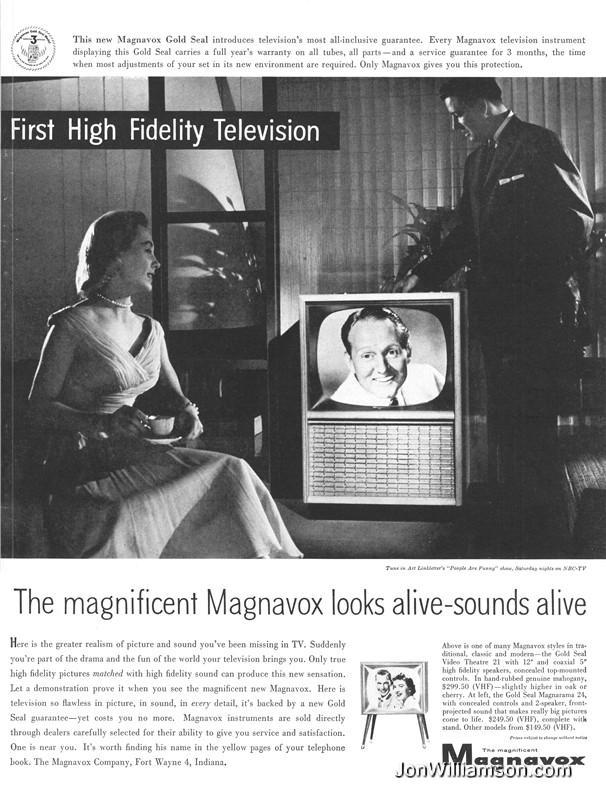 3
This new Magnavox Gold Seal introduces television's most all-inclusive guarantee. Every Magnavox television instrument
displaying this Gold Seal carries a full year's warranty on all tubes, all parts—and a service guarantee for 3 months, the time
when most adjustments of your set in its new environment are required. Only Magnavox gives you this protection.
First High Fidelity Television
Tune in Art Linkletter's "People Are Funny" show, Saturday nights on NBC-TV
The magnificent Magnavox looks alive-sounds alive
Here is the greater realism of picture and sound you've been missing in TV. Suddenly
you're part of the drama and the fun of the world your television brings you. Only true
high fidelity pictures matched with high fidelity sound can produce this new sensation.
Let a demonstration prove it when you see the magnificent new Magnavox. Here is
television so flawless in picture, in sound, in every detail, it's backed by a new Gold
Seal guarantee—yet costs you no more. Magnavox instruments are sold directly
through dealers carefully selected for their ability to give you service and satisfaction.
One is near you. It's worth finding his name in the yellow pages of your telephone
book. The Magnavox Company, Fort Wayne 4, Indiana.
Above is one of many Magnavox styles in tra-
ditional, classic and modern—the Gold Seal
Video Theatre 21 with 12" and coaxial 5"
high fidelity speakers, concealed top-mounted
controls. In hand-rubbed genuine mahogany,
$299.50 (VHF)—slightly higher in oak or
cherry. At left, the Gold Seal Magnarama 24,
with concealed controls and 2-speaker, front-
projected sound that makes really big pictures
come to life. $249.50 (VHF), complete with
stand. Other models from $149.50 (VHF).
Prices subject to change without notice
The magnificent
Magnavox
JonWilliamson.com